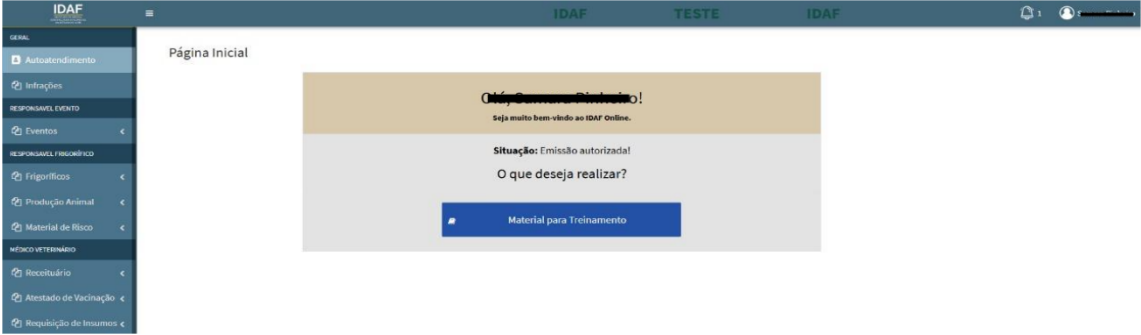 IDAF
IDAF TESTE IDAF
1
GERAL
Autoatendimento
Infrações
RESPONSAVEL EVENTO
Eventos
RESPONSAVEL FRIGORÍFICO
Frigoríficos
Produção Animal
Material de Risco
MÉDICO VETERINÁRIO
Receituário
Atestado de Vacinação
Requisição de Insumos
Página Inicial
Seja muito bem-vindo ao IDAF Online.
Situação: Emissão autorizada!
O que deseja realizar?
Material para Treinamento